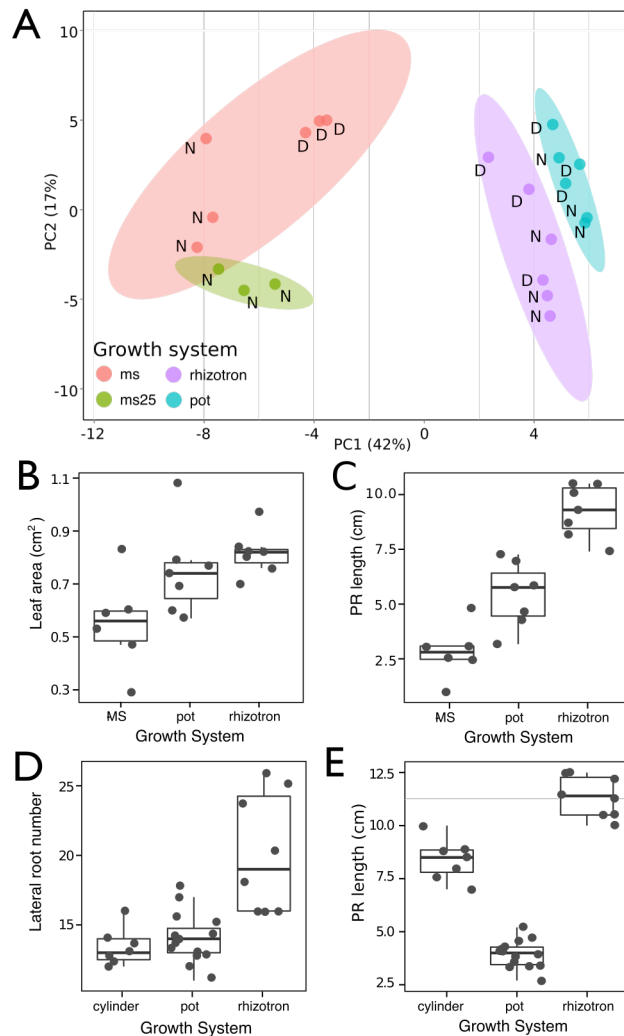 A
10
5
0
-5
-10
PC2 (17%)
D
D
D
N
N
N
N
N
N
D
D
N
D
N
N
D
N
D
D
N
N
Growth system
ms
rhizotron
ms25
pot
-12
-8
-4
0
4
PC1 (42%)
B
1.1
0.9
0.7
0.5
0.3
Leaf area (cm²)
MS
pot
rhizotron
Growth System
C
10.0
7.5
5.0
2.5
PR length (cm)
MS
pot
rhizotron
Growth System
D
25
20
15
Lateral root number
cylinder
pot
rhizotron
Growth System
E
12.5
10.0
7.5
5.0
2.5
PR length (cm)
cylinder
pot
rhizotron
Growth System